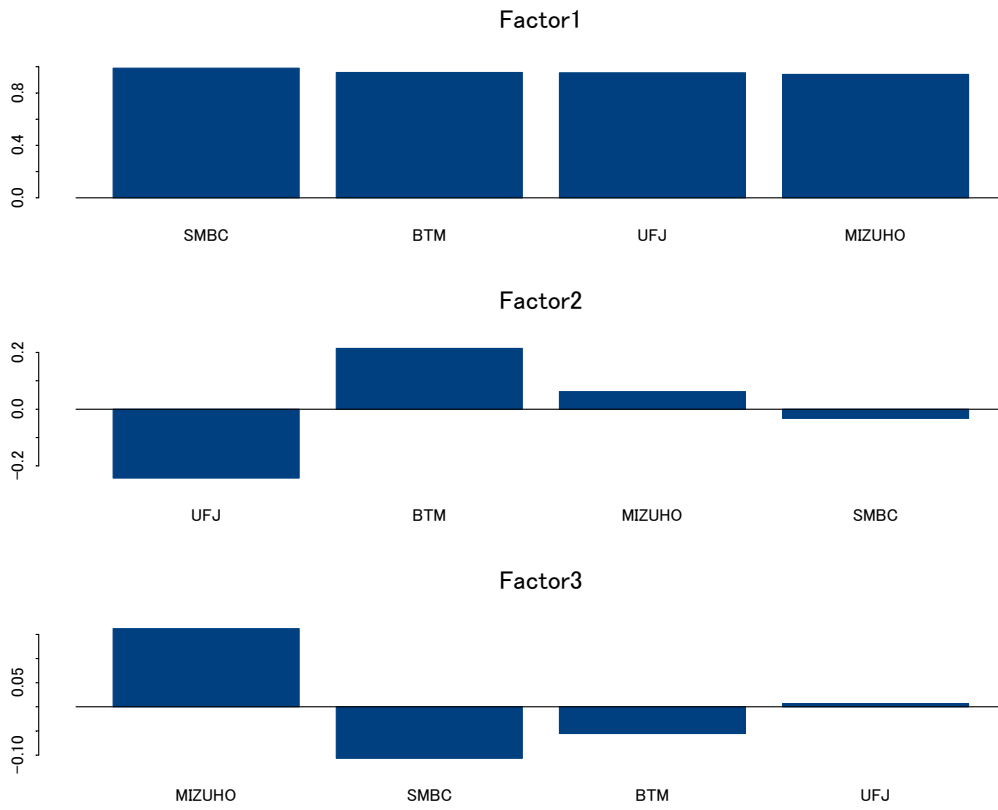 Factor1
0.8
0.4
0.0
SMBC BTM UFJ MIZUHO
Factor2
0.2
0.0
−0.2
UFJ BTM MIZUHO SMBC
Factor3
0.05
−0.10
MIZUHO SMBC BTM UFJ